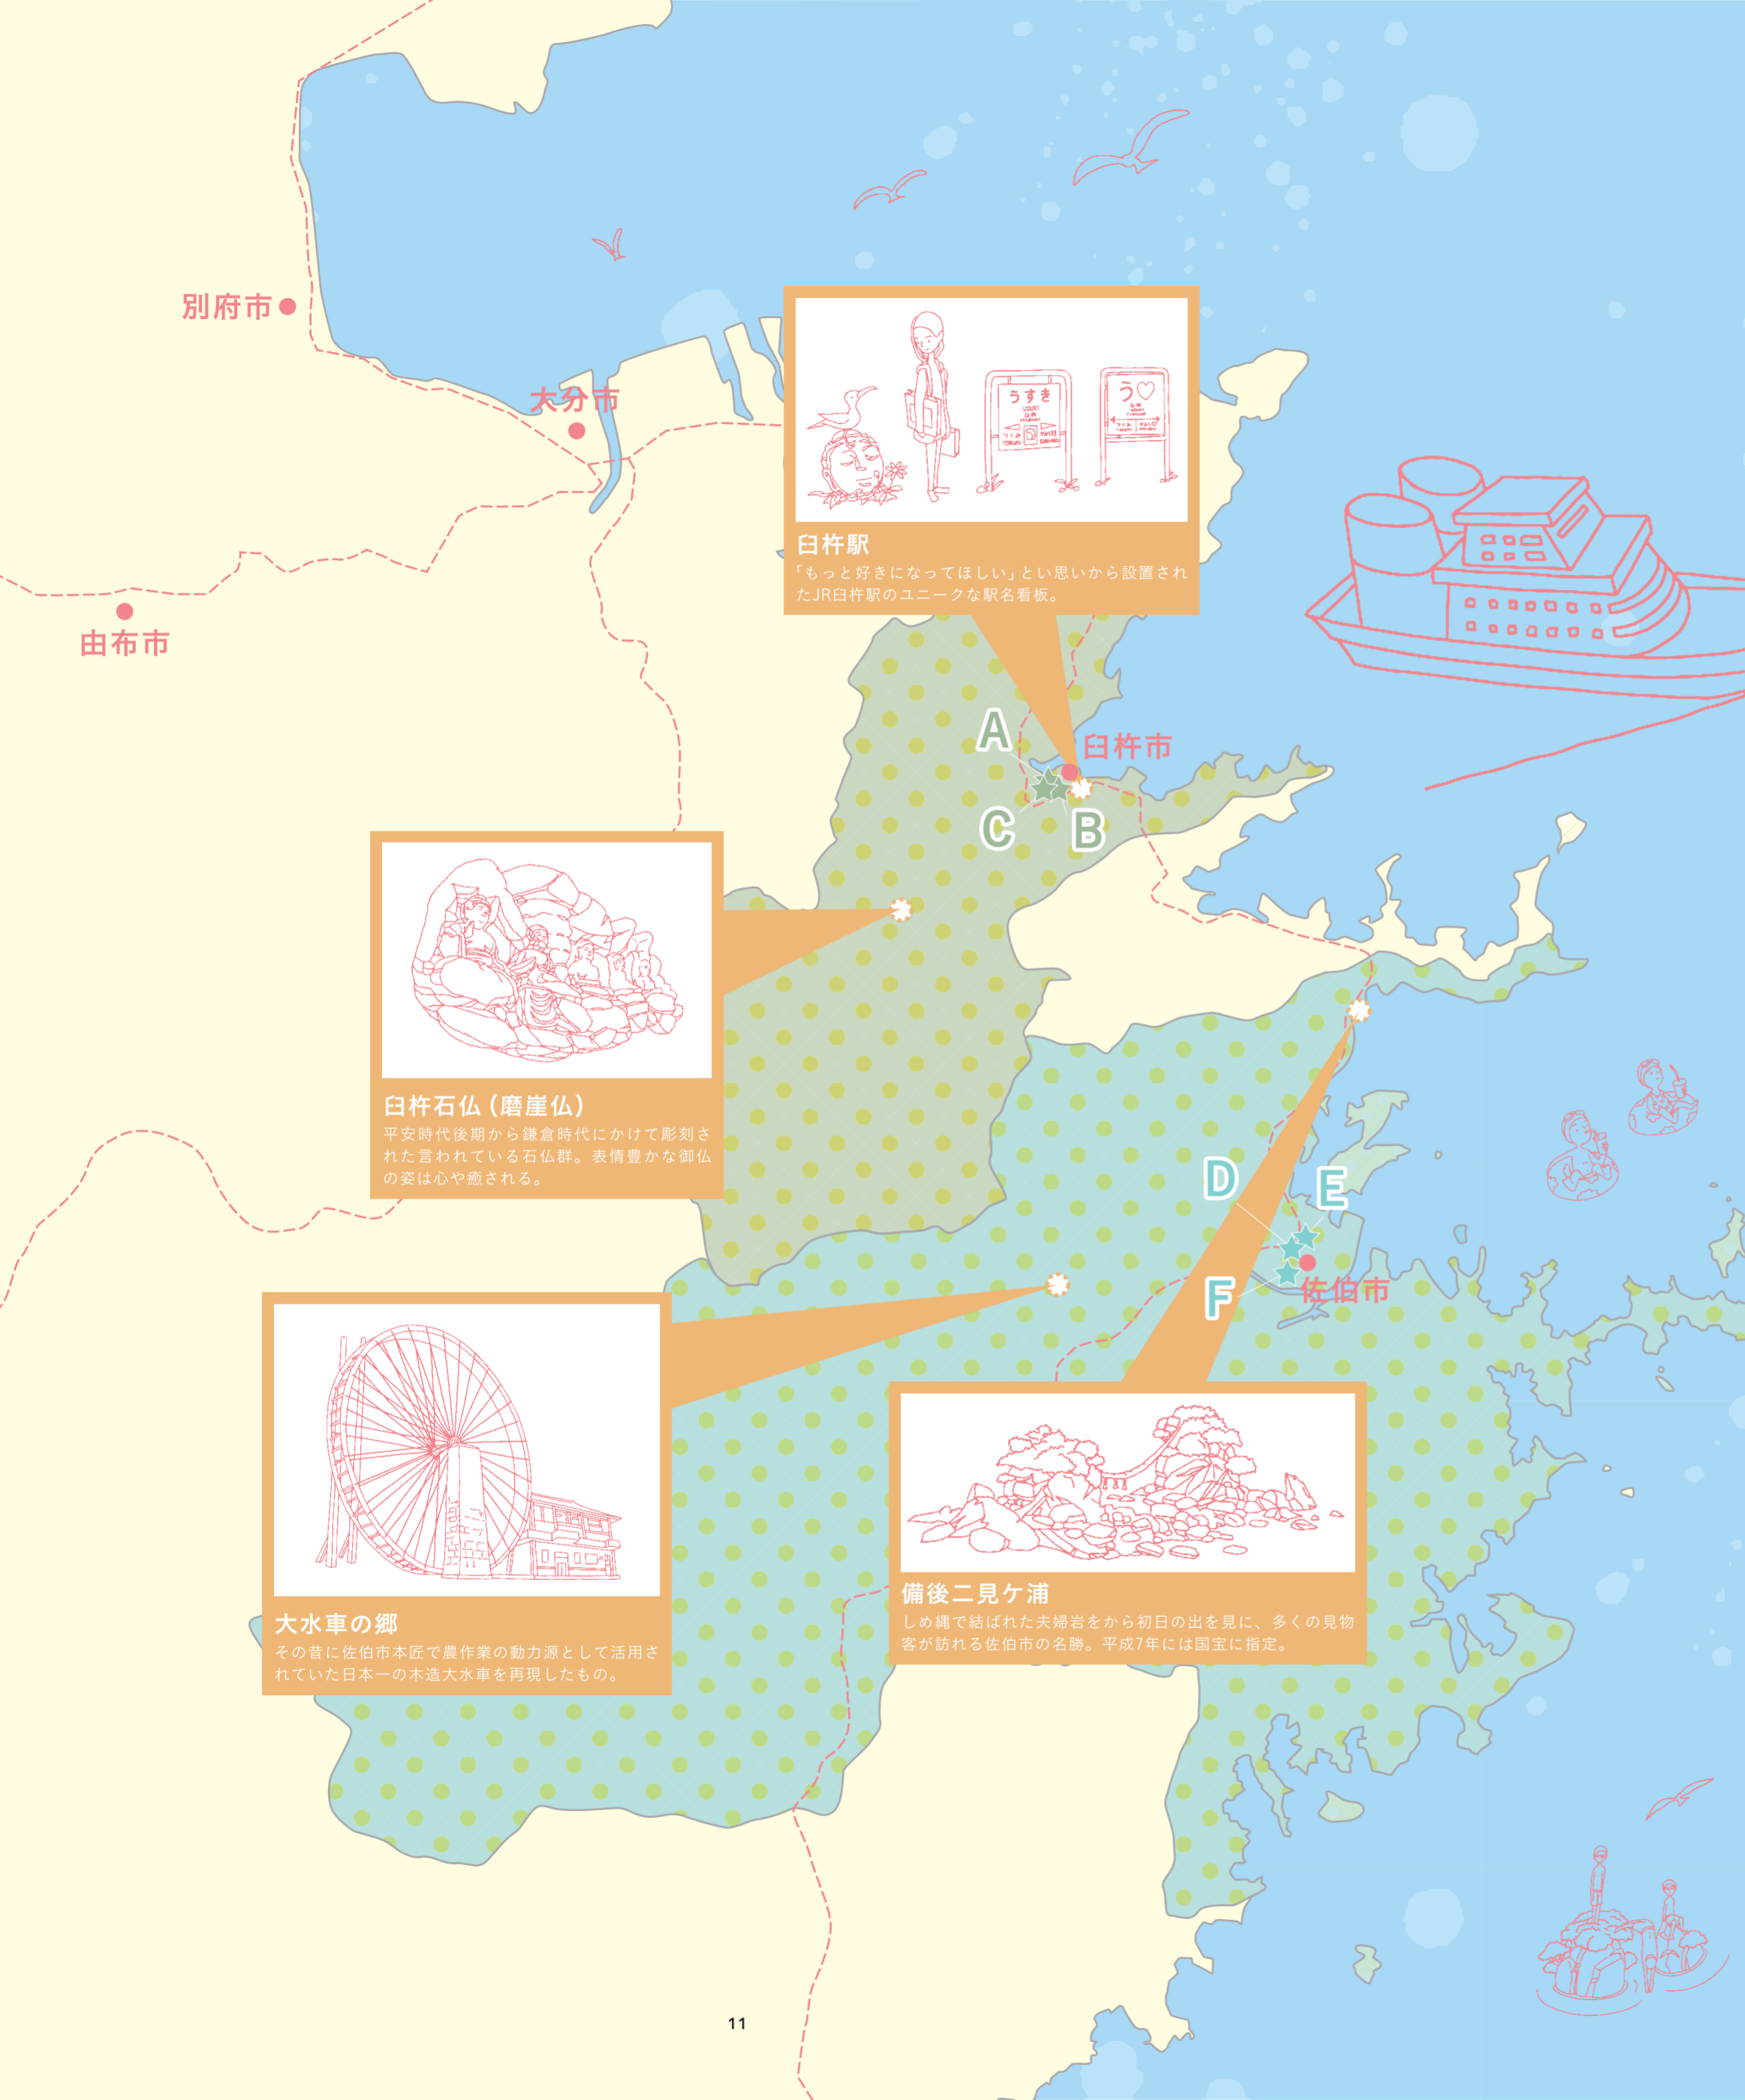 別府市
大分市
由布市
うすき
う♡
臼杵駅
「もっと好きになってほしい」とい思いから設置され
たJR臼杵駅のユニークな駅名看板。
A
臼杵市
C
B
臼杵石仏（磨崖仏）
平安時代後期から鎌倉時代にかけて彫刻さ
れた言われている石仏群。表情豊かな御仏
の姿は心や癒される。
D
E
F
佐伯市
大水車の郷
その昔に佐伯市本匠で農作業の動力源として活用さ
れていた日本一の木造大水車を再現したもの。
備後二見ケ浦
しめ縄で結ばれた夫婦岩をから初日の出を見に、多くの見物
客が訪れる佐伯市の名勝。平成7年には国宝に指定。
11